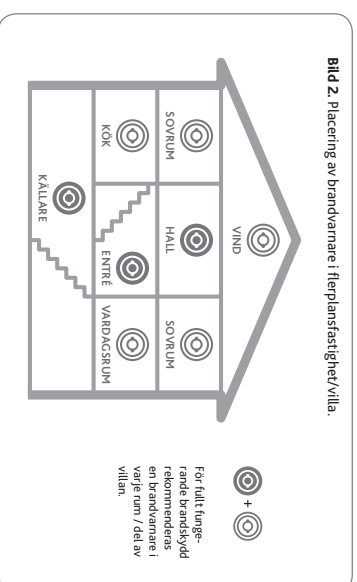 Bild 2. Placering av brandvarnare i flerplansfastighet/villa.
VIND
SOVRUM
HALL
SOVRUM
KÖK
ENTRÉ
VARDAGSRUM
KÄLLARE
+
För fullt funge-
rande brandskydd
rekommenderas
en brandvarnare i
varje rum / del av
villan.